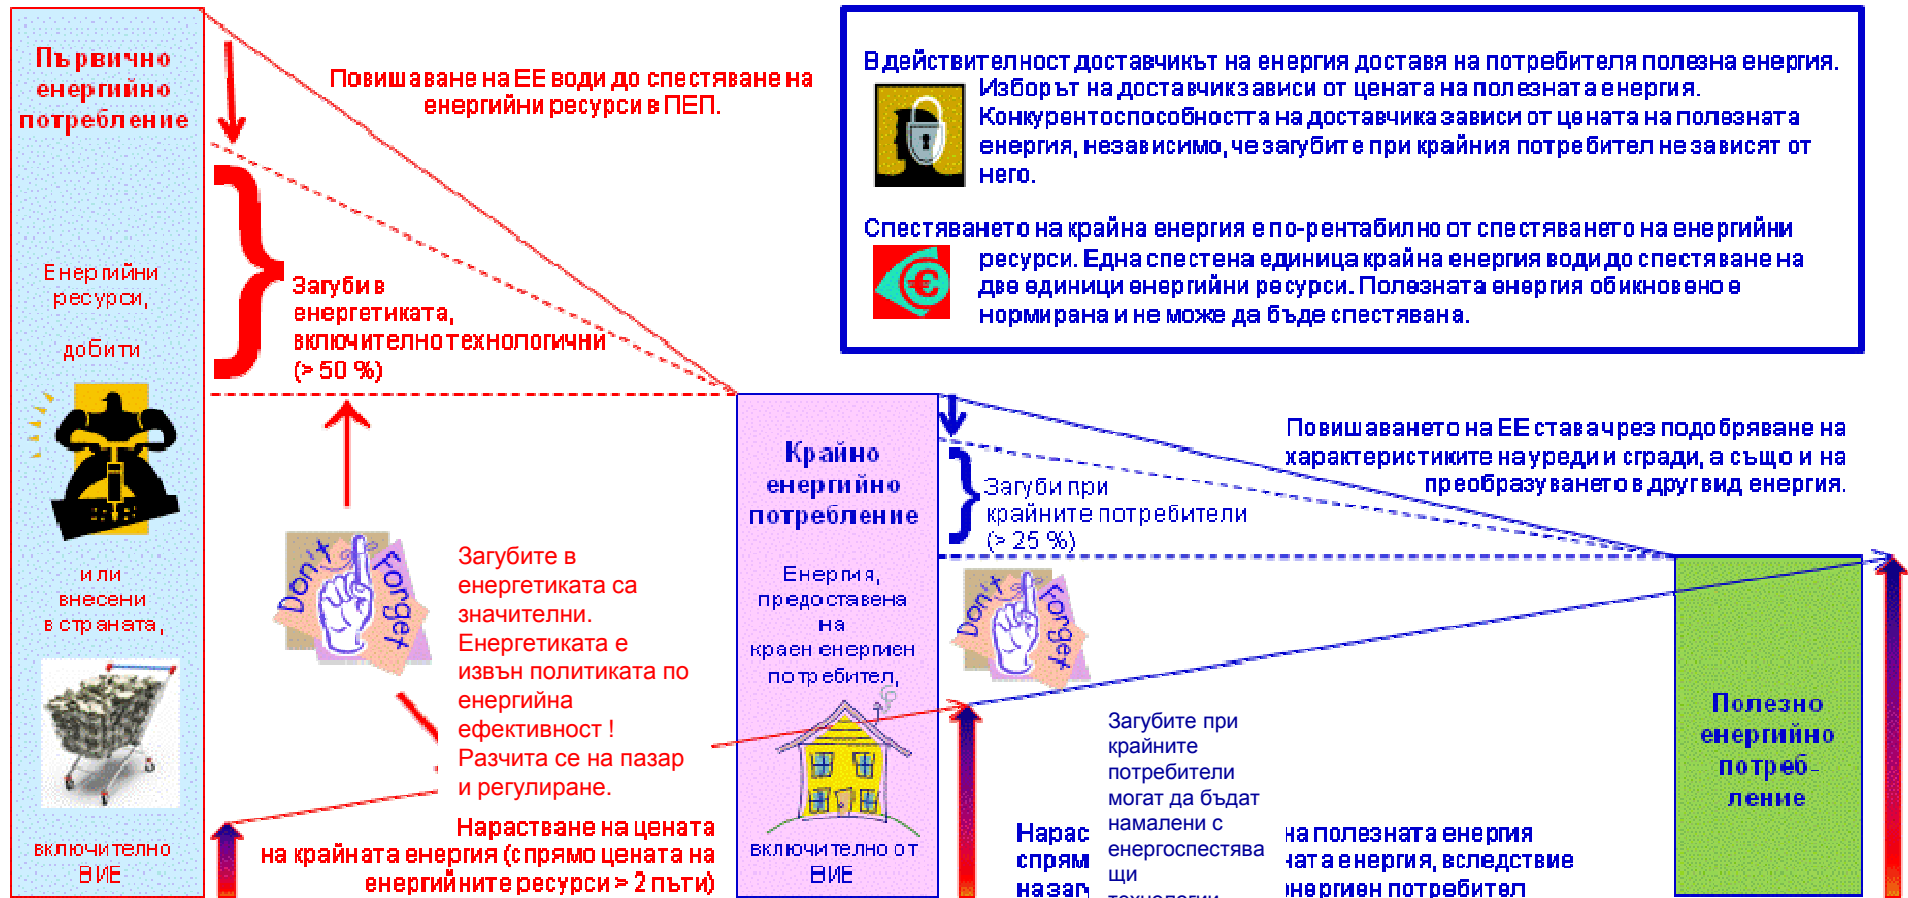 Първично
енергийно
потребление
Енергийни
ресурси,
добити
или
внесени
в страната,
включително
ВИЕ
Повишаване на ЕЕ води до спестяване на
енергийни ресурси в ПЕП.
Загуби в
енергетиката,
включително технологични
(> 50 %)
Don't
Forget
Загубите в
енергетиката са
значителни.
Енергетиката е
извън политиката по
енергийна
ефективност !
Разчита се на пазар
и регулиране.
Нарастване на цената
на крайната енергия (спрямо цената на
енергийните ресурси > 2 пъти)
В действителност доставчикът на енергия доставя на потребителя полезна енергия.
Изборът на доставчик зависи от цената на полезната енергия.
Конкурентоспособността на доставчика зависи от цената на полезната
енергия, независимо, че загубите при крайния потребител не зависят от
него.
Спестяването на крайна енергия е по-рентабилно от спестяването на енергийни
ресурси. Една спестена единица крайна енергия води до спестяване на
две единици енергийни ресурси. Полезната енергия обикновено е
нормирана и не може да бъде спестявана.
€
Крайно
енергийно
потребление
Енергия,
предоставена
на
краен енергиен
потребител,
включително от
ВИЕ
Повишаването на ЕЕ става чрез подобряване на
характеристиките на уреди и сгради, а също и на
преобразуването в друг вид енергия.
Загуби при
крайните потребители
(> 25 %)
Don't
Forget
Загубите при
крайните
потребители
могат да бъдат
намалени с
енергоспестява
щи
технологии
на полезната енергия
енергия, вследствие
потребител
Полезно
енергийно
потреб-
ление